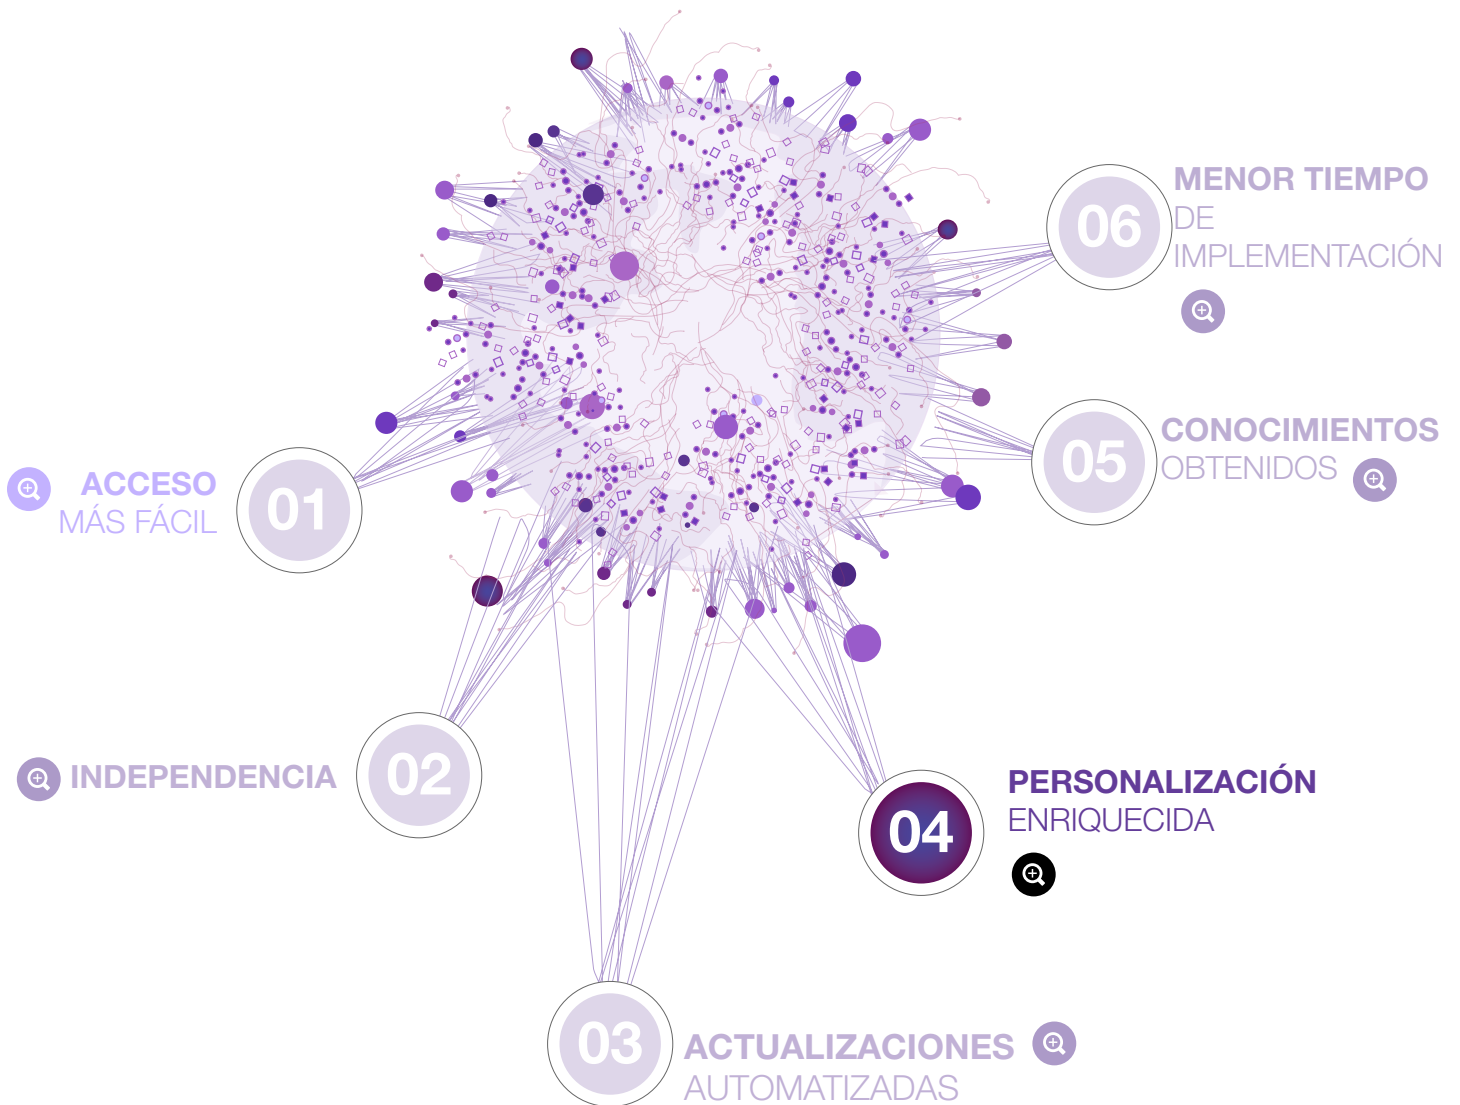 01
ACCESO
MÁS FÁCIL
02
INDEPENDENCIA
03
ACTUALIZACIONES
AUTOMATIZADAS
04
PERSONALIZACIÓN
ENRIQUECIDA
05
CONOCIMIENTOS
OBTENIDOS
06
MENOR TIEMPO
DE
IMPLEMENTACIÓN